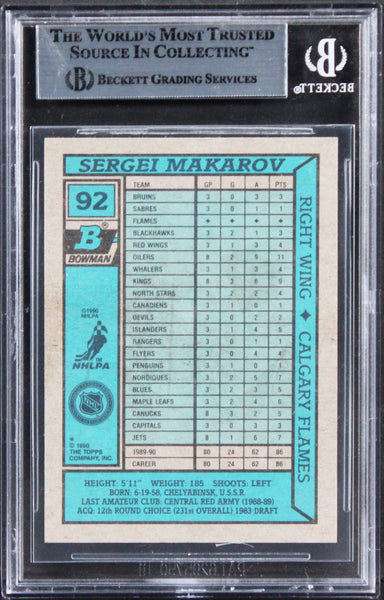 THE WORLD'S MOST TRUSTED
SOURCE IN COLLECTING™
BECKETT GRADING SERVICES
BECKETT
SERGEI MAKAROV
92
B
BOWMAN
©1990
NHLPA
NHLPA
NHL
* © 1990
THE TOPPS
COMPANY, INC.
TEAM GP G A PTS
BRUINS 3 0 3 3
SABRES 3 0 1 1
FLAMES ◆ ◆ ◆ ◆
BLACKHAWKS 3 2 1 3
RED WINGS 3 1 3 4
OILERS 8 2 9 11
WHALERS 3 1 3 4
KINGS 8 3 6 9
NORTH STARS 3 2 2 4
CANADIENS 3 1 0 1
DEVILS 3 2 0 2
ISLANDERS 3 1 4 5
RANGERS 3 1 0 1
FLYERS 3 0 4 4
PENGUINS 3 1 0 1
NORDIQUES 3 2 5 7
BLUES 3 2 3 5
MAPLE LEAFS 3 2 4 6
CANUCKS 8 2 6 8
CAPITALS 3 0 3 3
JETS 8 1 6 7
1989-90 80 24 62 86
CAREER 80 24 62 86
RIGHT WING ◆ CALGARY FLAMES
HEIGHT: 5'11" WEIGHT: 185 SHOOTS: LEFT
BORN: 6-19-58, CHELYABINSK, U.S.S.R.
LAST AMATEUR CLUB: CENTRAL RED ARMY (1988-89)
ACQ: 12th ROUND CHOICE (231st OVERALL) 1983 DRAFT